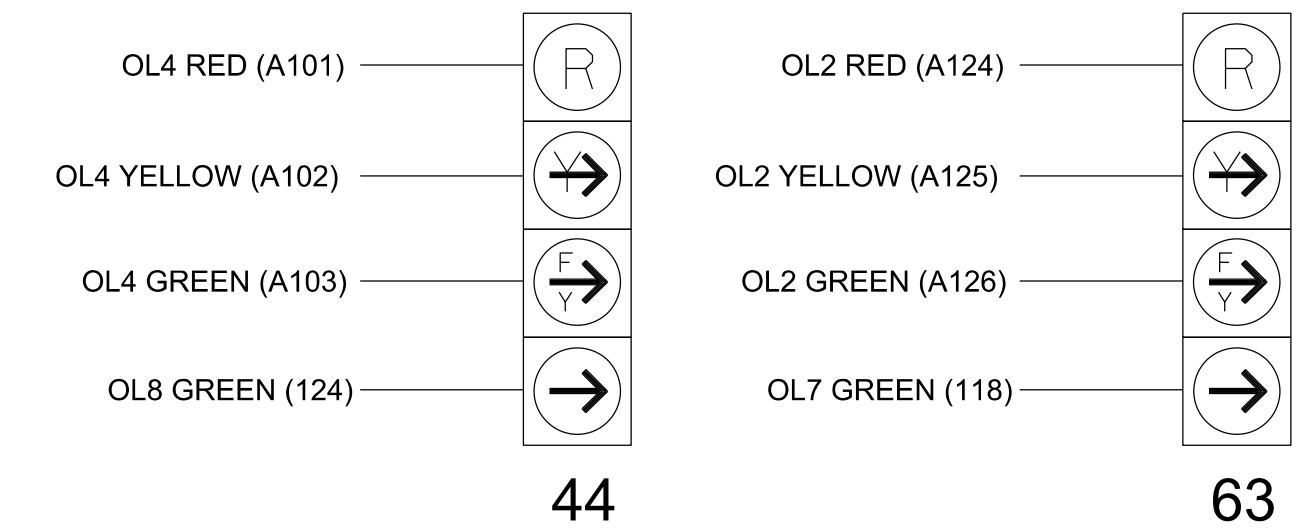 OL4 RED (A101)
R
OL4 YELLOW (A102)
Y
OL4 GREEN (A103)
F
Y
OL8 GREEN (124)
44
OL2 RED (A124)
R
OL2 YELLOW (A125)
Y
OL2 GREEN (A126)
F
Y
OL7 GREEN (118)
63